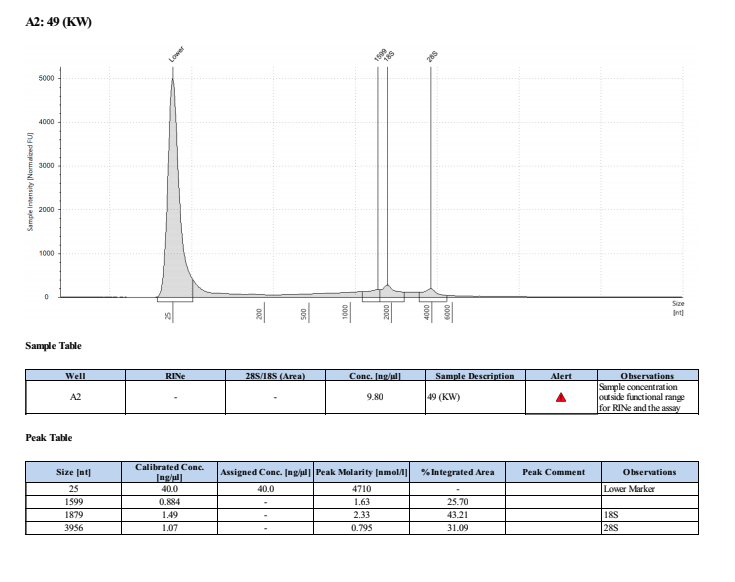 A2: 49 (KW)
Lower
1599
18S
28S
5000
4000
3000
2000
1000
0
Sample Intensity [Normalized FU]
25
200
500
1000
2000
4000
6000
Size
[nt]
Sample Table
Well RINe 28S/18S (Area) Conc. [ng/µl] Sample Description Alert Observations
A2 - - 9.80 49 (KW) Sample concentration
outside functional range
for RINe and the assay
Peak Table
Size [nt] Calibrated Conc. [ng/µl] Assigned Conc. [ng/µl] Peak Molarity [nmol/l] % Integrated Area Peak Comment Observations
25 40.0 40.0 4710 - Lower Marker
1599 0.884 - 1.63 25.70
1879 1.49 - 2.33 43.21 18S
3956 1.07 - 0.795 31.09 28S